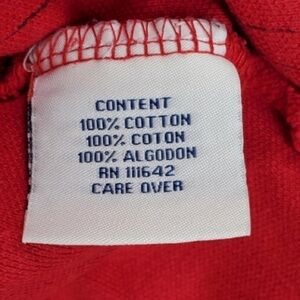 CONTENT
100% COTTON
100% COTON
100% ALGODON
RN 111642
CARE OVER